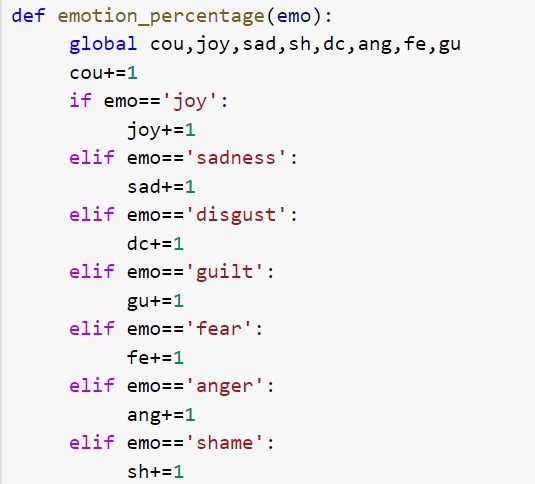 def emotion_percentage(emo):
    global cou,joy,sad,sh,dc,ang,fe,gu
    cou+=1
    if emo=='joy':
        joy+=1
    elif emo=='sadness':
        sad+=1
    elif emo=='disgust':
        dc+=1
    elif emo=='guilt':
        gu+=1
    elif emo=='fear':
        fe+=1
    elif emo=='anger':
        ang+=1
    elif emo=='shame':
        sh+=1